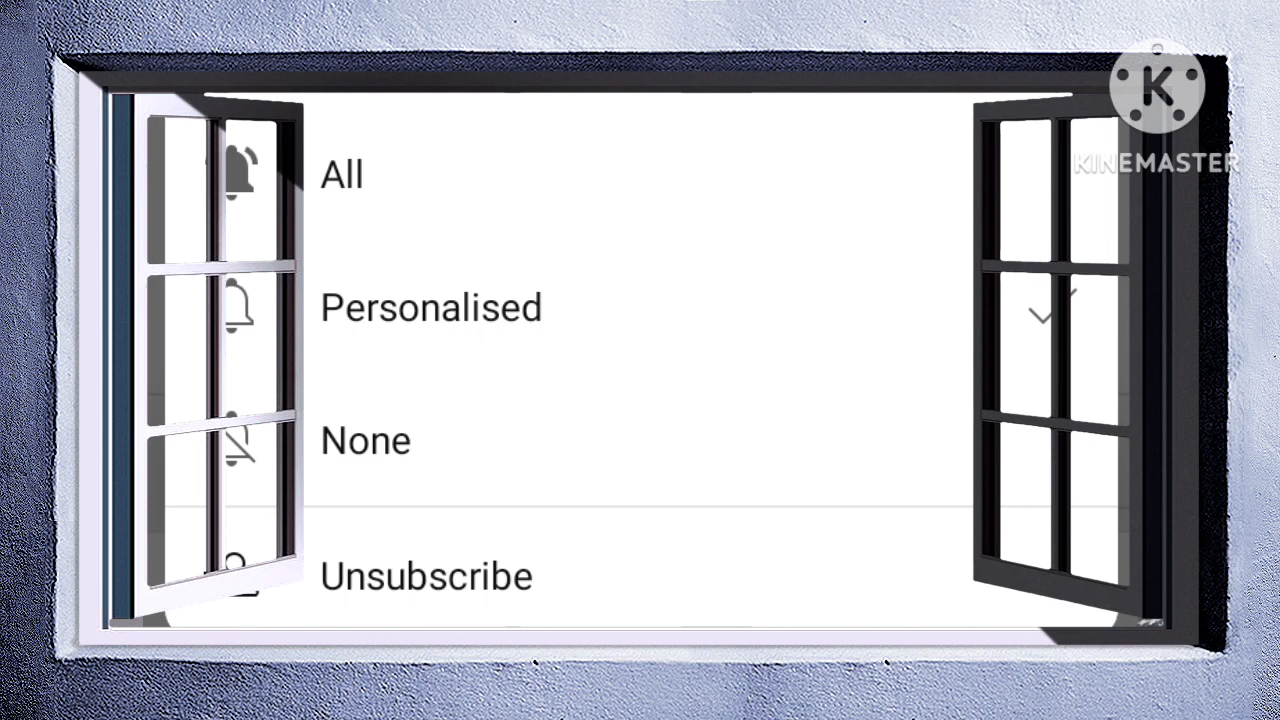 K
KINEMASTER
All
Personalised
None
Unsubscribe